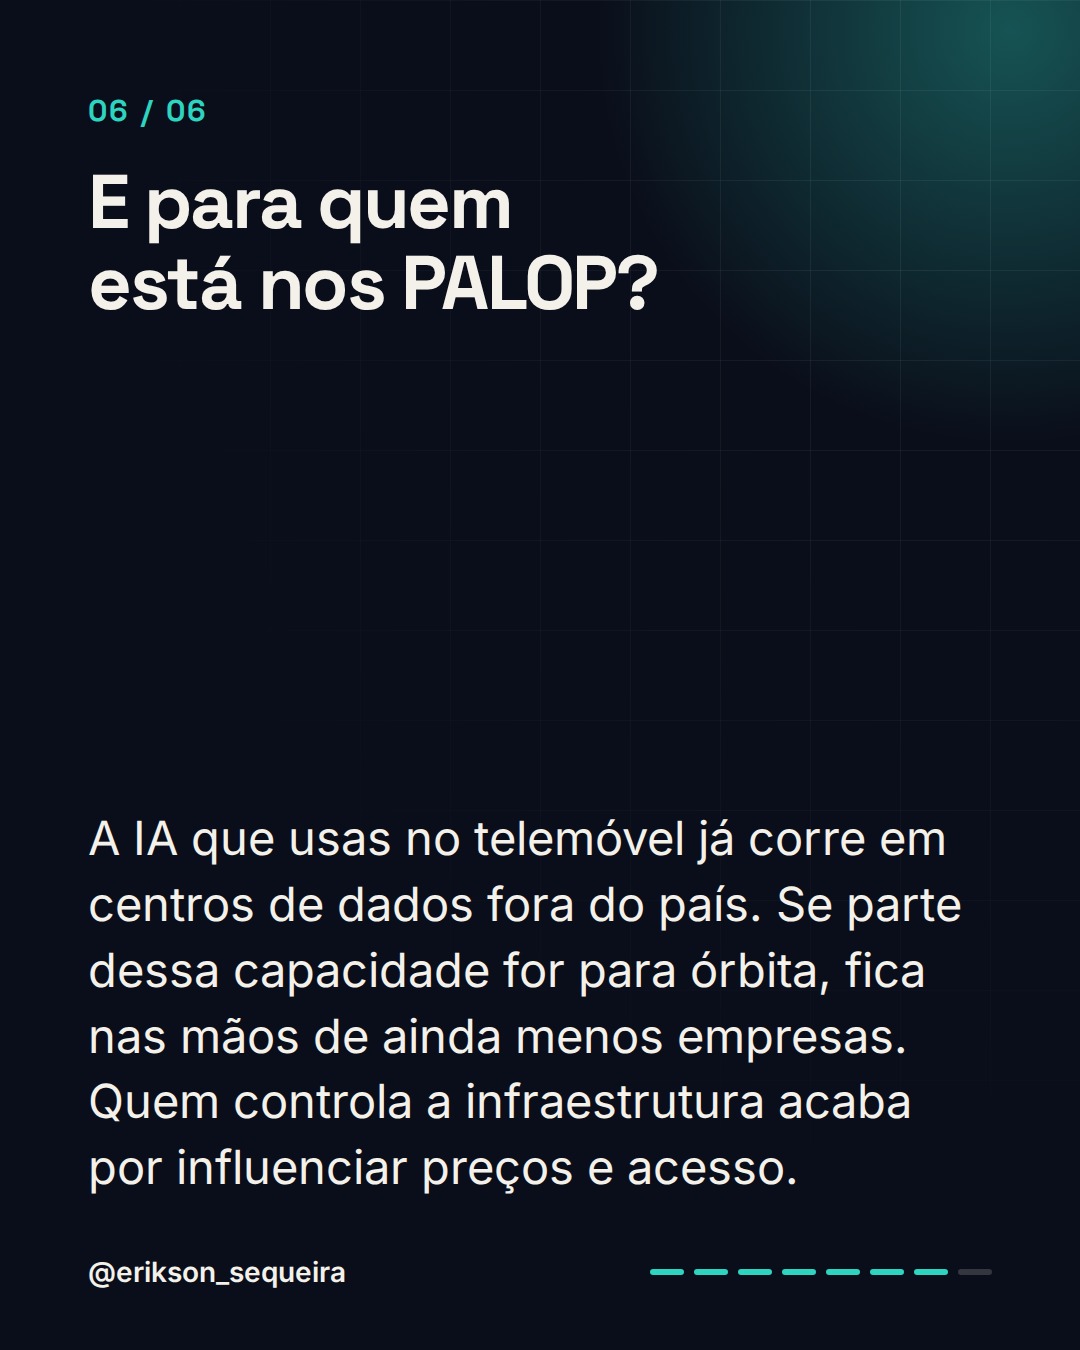 06 / 06
E para quem
está nos PALOP?
A IA que usas no telemóvel já corre em
centros de dados fora do país. Se parte
dessa capacidade for para órbita, fica
nas mãos de ainda menos empresas.
Quem controla a infraestrutura acaba
por influenciar preços e acesso.
@erikson_sequeira